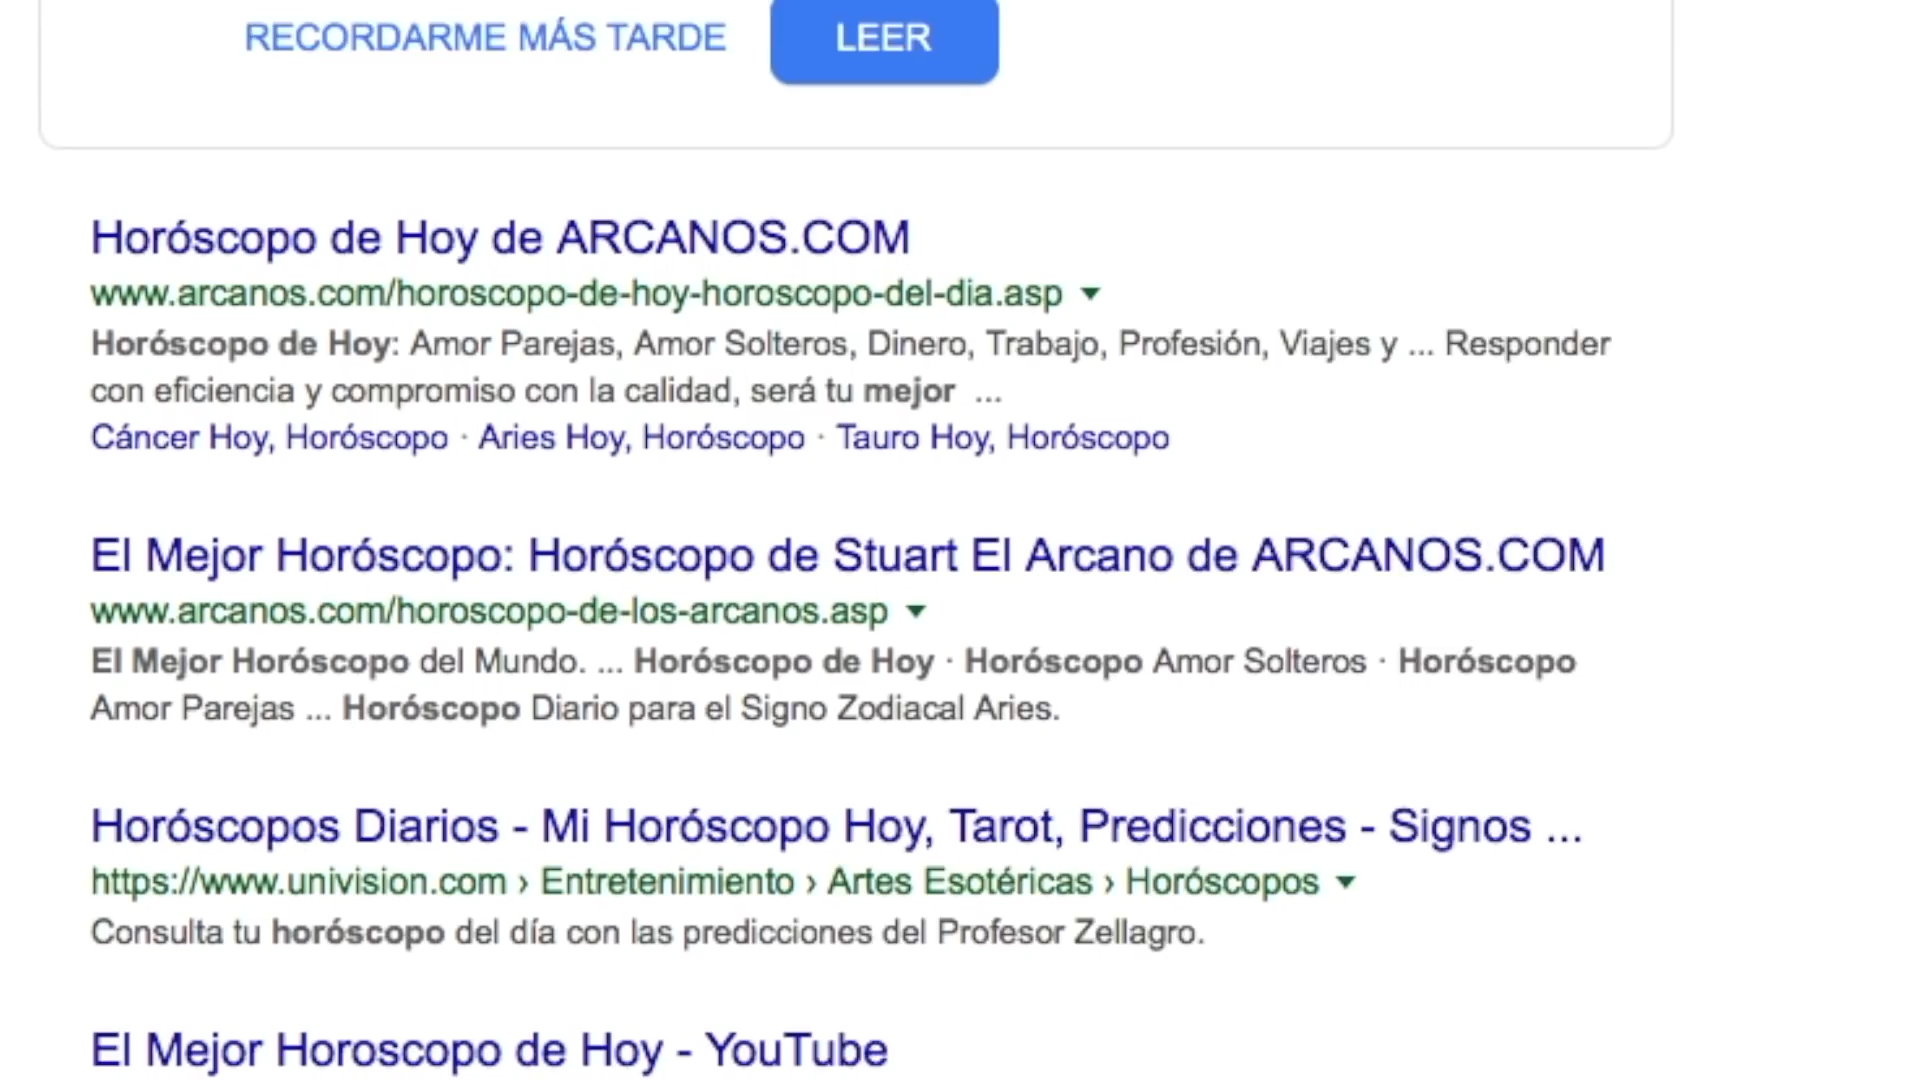 RECORDARME MÁS TARDE LEER
Horóscopo de Hoy de ARCANOS.COM
www.arcanos.com/horoscopo-de-hoy-horoscopo-del-dia.asp
Horóscopo de Hoy: Amor Parejas, Amor Solteros, Dinero, Trabajo, Profesión, Viajes y ... Responder
con eficiencia y compromiso con la calidad, será tu mejor ...
Cáncer Hoy, Horóscopo · Aries Hoy, Horóscopo · Tauro Hoy, Horóscopo
El Mejor Horóscopo: Horóscopo de Stuart El Arcano de ARCANOS.COM
www.arcanos.com/horoscopo-de-los-arcanos.asp
El Mejor Horóscopo del Mundo. ... Horóscopo de Hoy · Horóscopo Amor Solteros · Horóscopo
Amor Parejas ... Horóscopo Diario para el Signo Zodiacal Aries.
Horóscopos Diarios - Mi Horóscopo Hoy, Tarot, Predicciones - Signos ...
https://www.univision.com › Entretenimiento › Artes Esotéricas › Horóscopos
Consulta tu horóscopo del día con las predicciones del Profesor Zellagro.
El Mejor Horoscopo de Hoy - YouTube